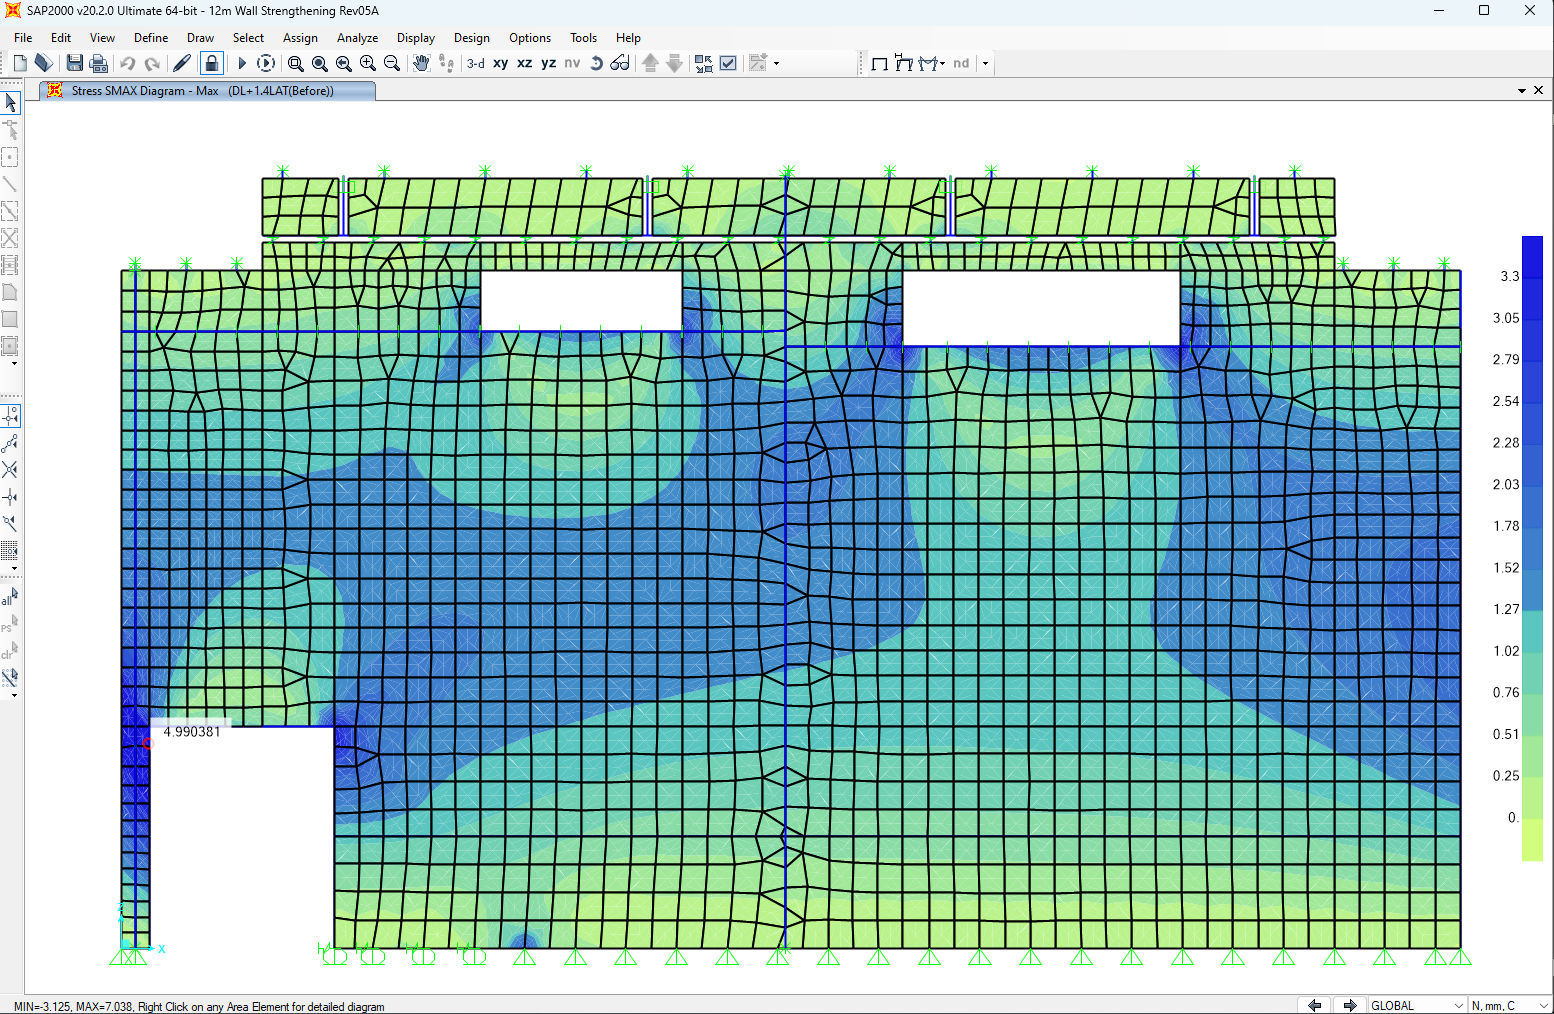 SAP2000 v20.2.0 Ultimate 64-bit - 12m Wall Strengthening Rev05A
File Edit View Define Draw Select Assign Analyze Display Design Options Tools Help
3-d xy xz yz nv nd
Stress SMAX Diagram - Max (DL+1.4LAT(Before))
all
PS
clr
3.3
3.05
2.79
2.54
2.28
2.03
1.78
1.52
1.27
1.02
0.76
0.51
0.25
0.
4.990381
X
MIN=-3.125, MAX=7.038, Right Click on any Area Element for detailed diagram
GLOBAL
N, mm, C